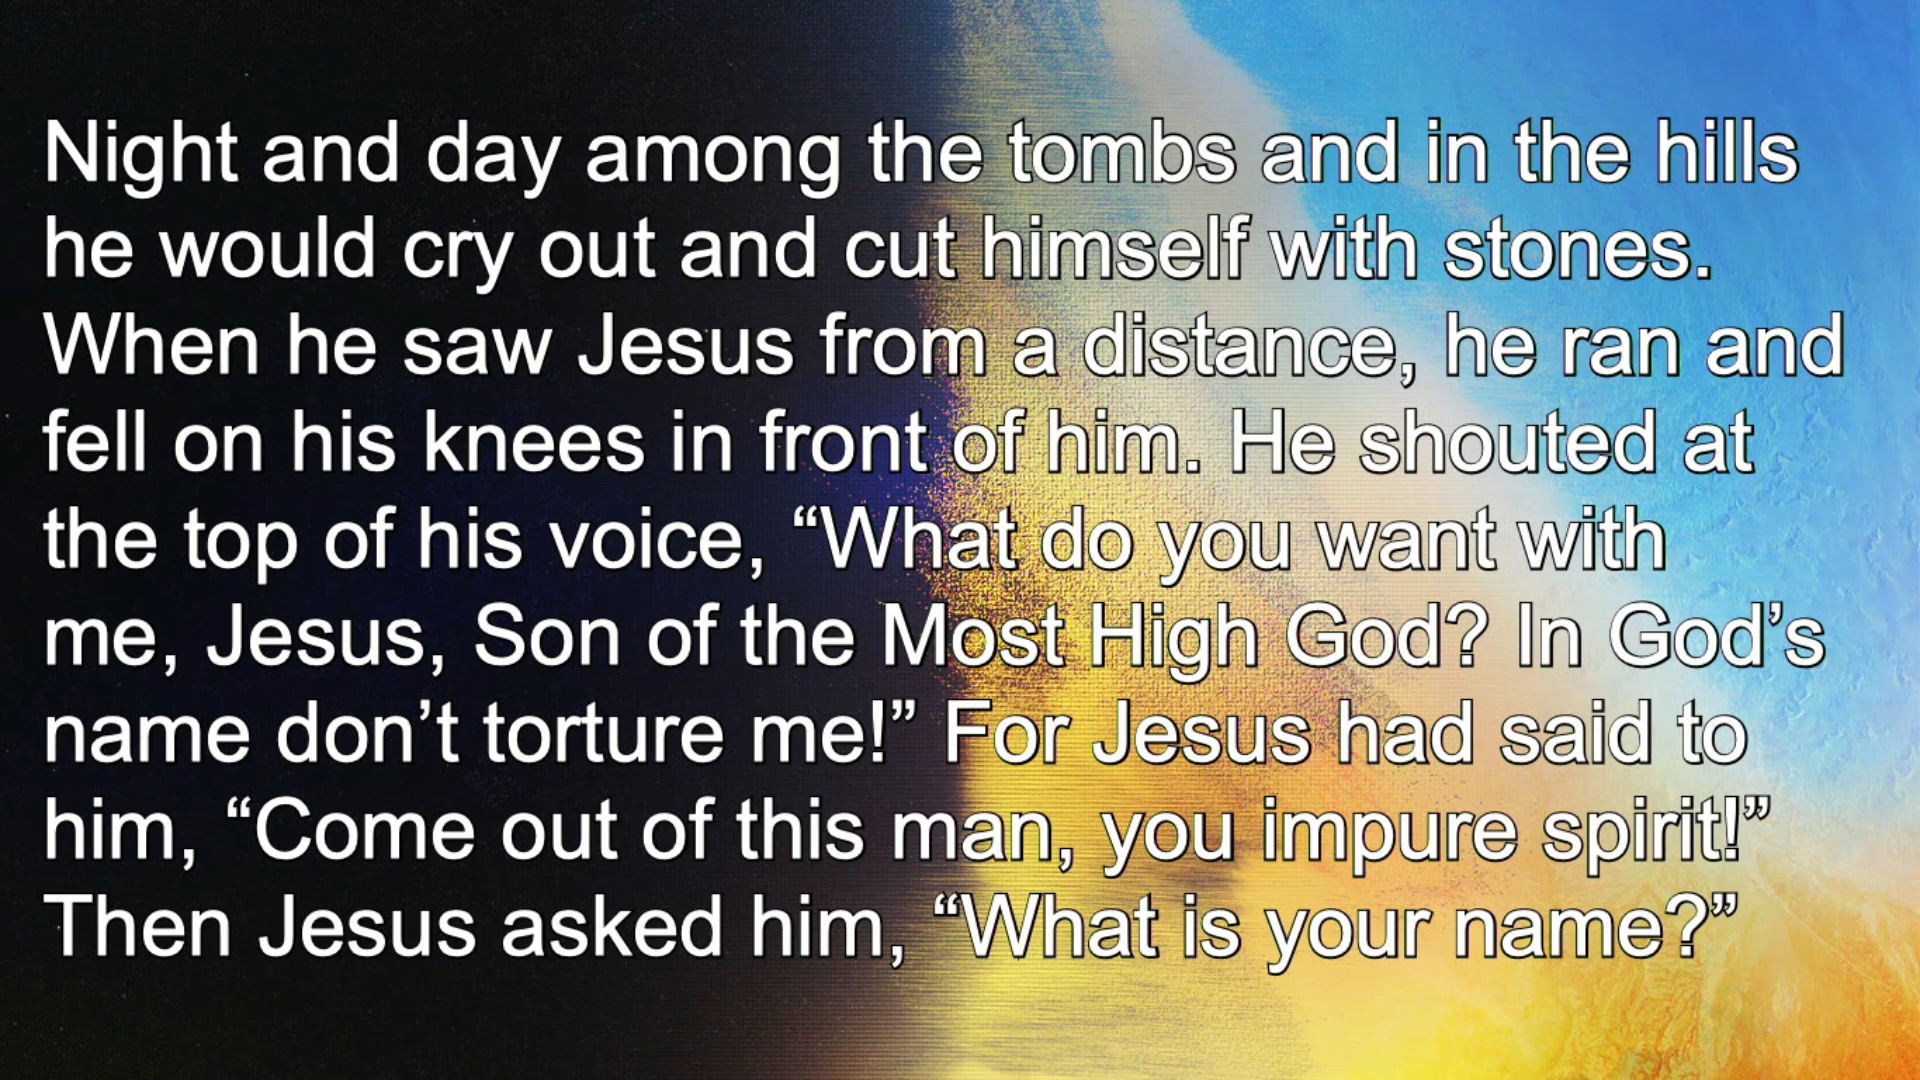 Night and day among the tombs and in the hills
he would cry out and cut himself with stones.
When he saw Jesus from a distance, he ran and
fell on his knees in front of him. He shouted at
the top of his voice, “What do you want with
me, Jesus, Son of the Most High God? In God’s
name don’t torture me!” For Jesus had said to
him, “Come out of this man, you impure spirit!”
Then Jesus asked him, “What is your name?”